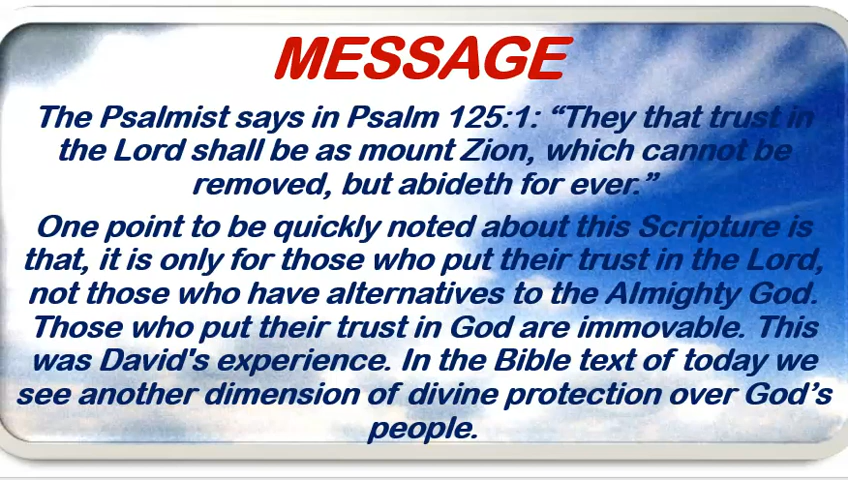 MESSAGE
The Psalmist says in Psalm 125:1: “They that trust in
the Lord shall be as mount Zion, which cannot be
removed, but abideth for ever.”
One point to be quickly noted about this Scripture is
that, it is only for those who put their trust in the Lord,
not those who have alternatives to the Almighty God.
Those who put their trust in God are immovable. This
was David's experience. In the Bible text of today we
see another dimension of divine protection over God’s
people.